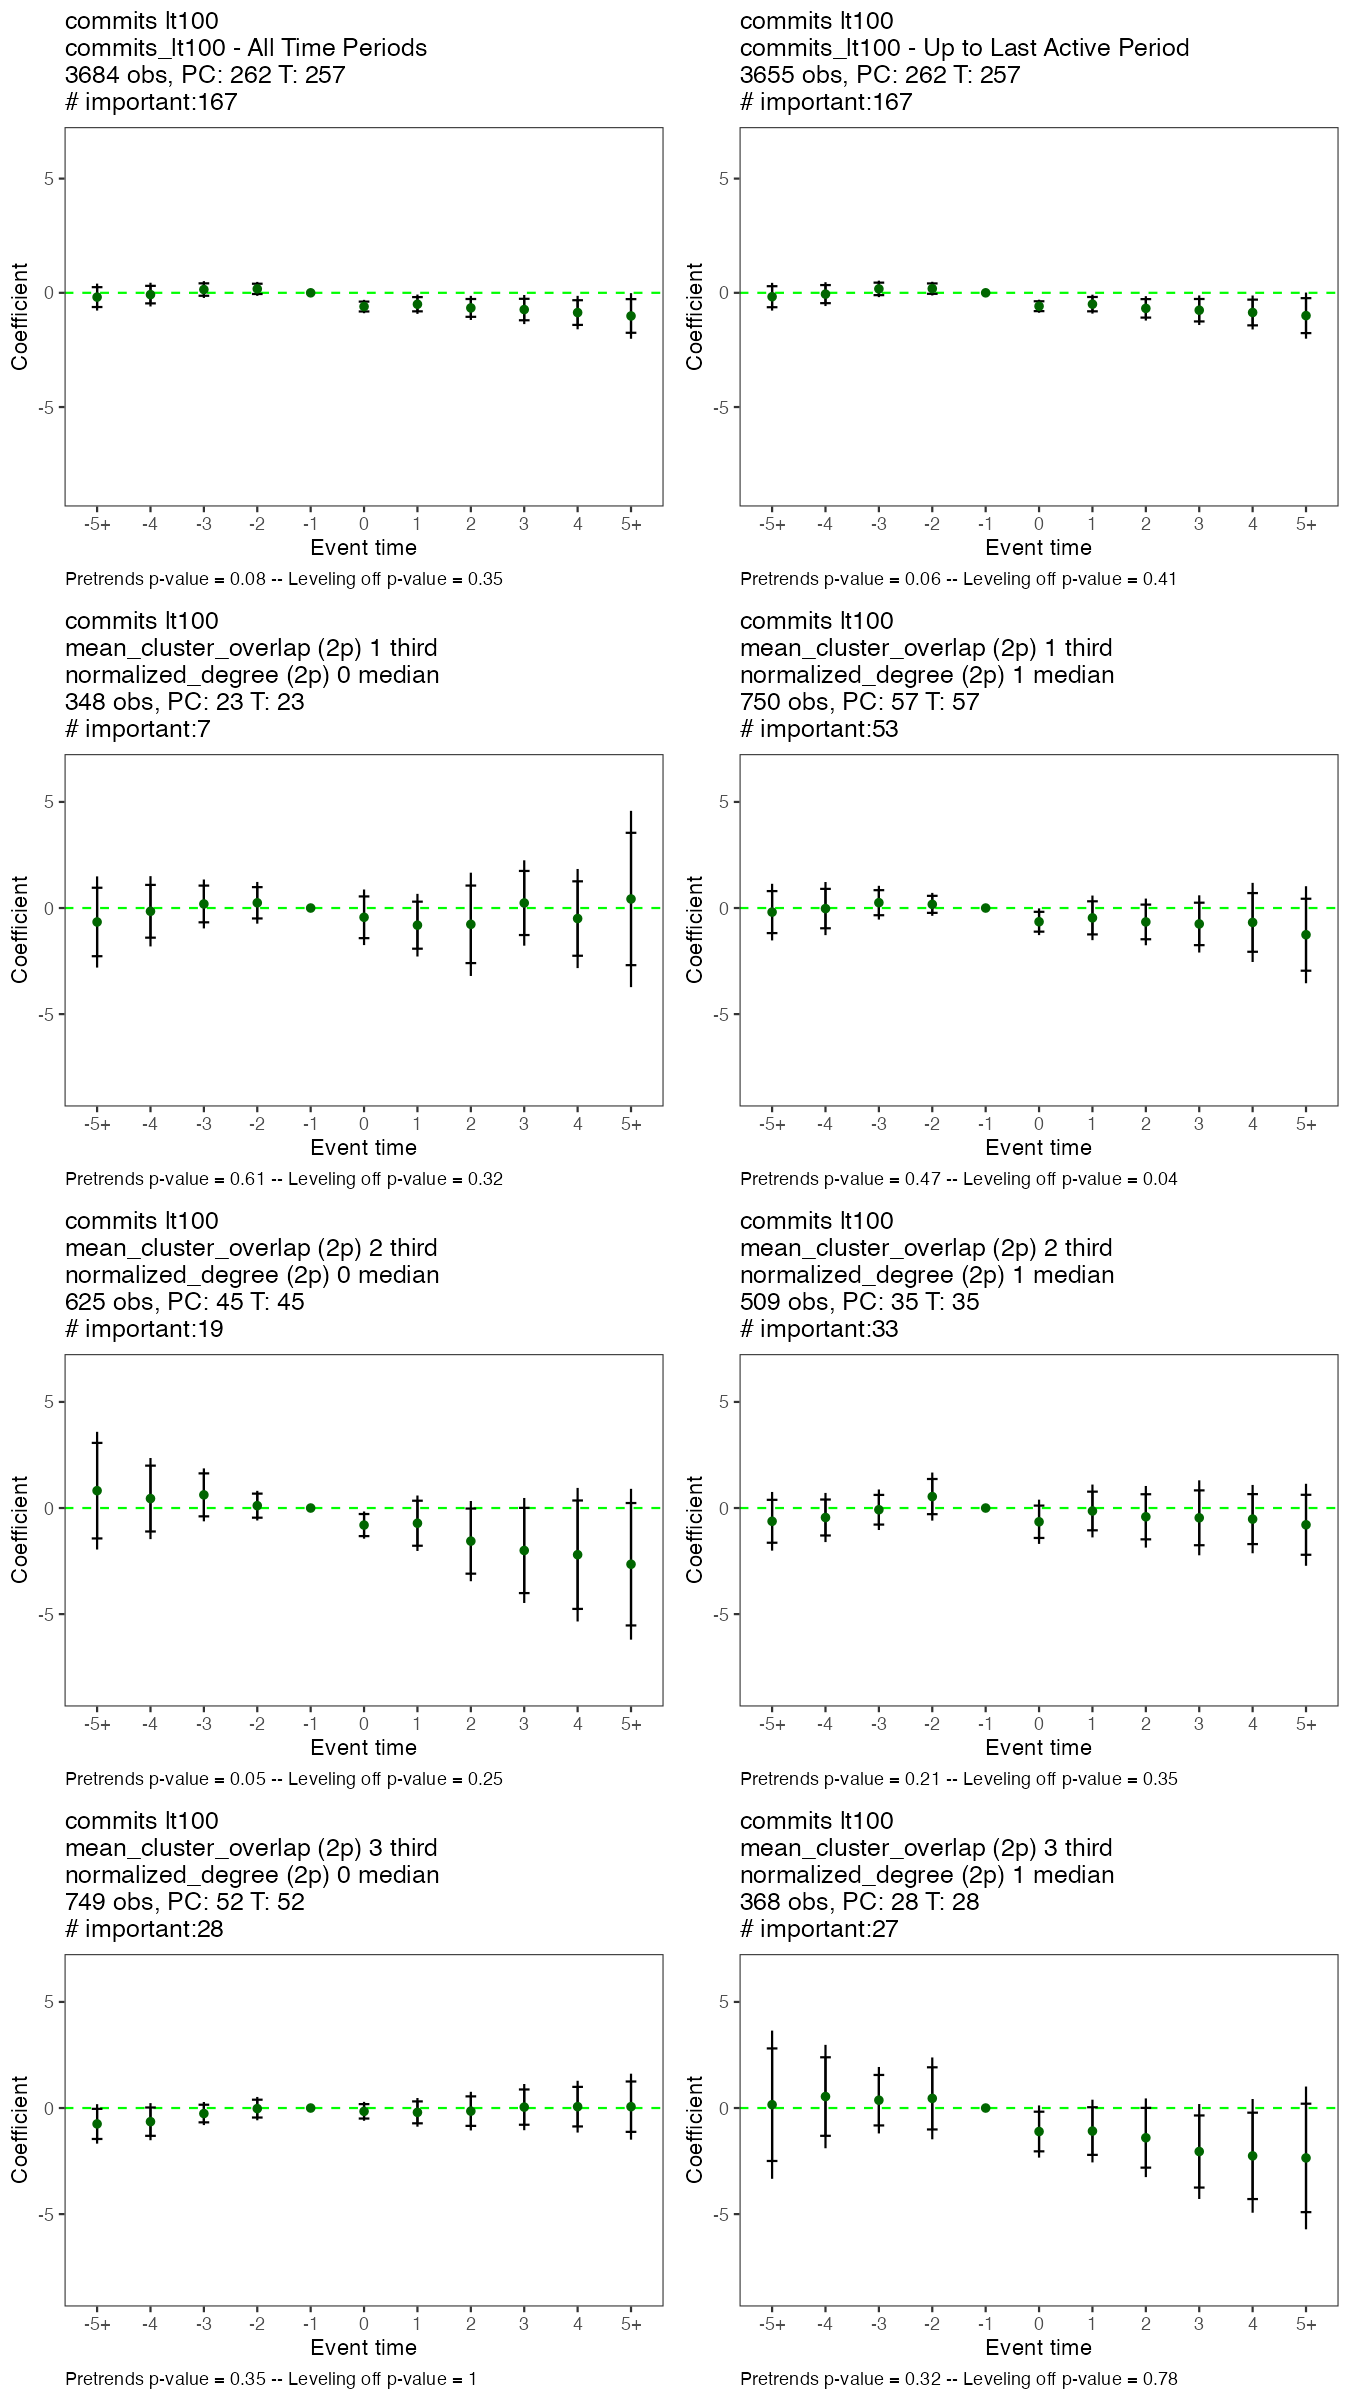 commits lt100
commits_lt100 - All Time Periods
3684 obs, PC: 262 T: 257
# important:167
5
0
-5
Coefficient
-5+ -4 -3 -2 -1 0 1 2 3 4 5+
Event time
Pretrends p-value = 0.08 -- Leveling off p-value = 0.35
commits lt100
commits_lt100 - Up to Last Active Period
3655 obs, PC: 262 T: 257
# important:167
5
0
-5
Coefficient
-5+ -4 -3 -2 -1 0 1 2 3 4 5+
Event time
Pretrends p-value = 0.06 -- Leveling off p-value = 0.41
commits lt100
mean_cluster_overlap (2p) 1 third
normalized_degree (2p) 0 median
348 obs, PC: 23 T: 23
# important:7
5
0
-5
Coefficient
-5+ -4 -3 -2 -1 0 1 2 3 4 5+
Event time
Pretrends p-value = 0.61 -- Leveling off p-value = 0.32
commits lt100
mean_cluster_overlap (2p) 1 third
normalized_degree (2p) 1 median
750 obs, PC: 57 T: 57
# important:53
5
0
-5
Coefficient
-5+ -4 -3 -2 -1 0 1 2 3 4 5+
Event time
Pretrends p-value = 0.47 -- Leveling off p-value = 0.04
commits lt100
mean_cluster_overlap (2p) 2 third
normalized_degree (2p) 0 median
625 obs, PC: 45 T: 45
# important:19
5
0
-5
Coefficient
-5+ -4 -3 -2 -1 0 1 2 3 4 5+
Event time
Pretrends p-value = 0.05 -- Leveling off p-value = 0.25
commits lt100
mean_cluster_overlap (2p) 2 third
normalized_degree (2p) 1 median
509 obs, PC: 35 T: 35
# important:33
5
0
-5
Coefficient
-5+ -4 -3 -2 -1 0 1 2 3 4 5+
Event time
Pretrends p-value = 0.21 -- Leveling off p-value = 0.35
commits lt100
mean_cluster_overlap (2p) 3 third
normalized_degree (2p) 0 median
749 obs, PC: 52 T: 52
# important:28
5
0
-5
Coefficient
-5+ -4 -3 -2 -1 0 1 2 3 4 5+
Event time
Pretrends p-value = 0.35 -- Leveling off p-value = 1
commits lt100
mean_cluster_overlap (2p) 3 third
normalized_degree (2p) 1 median
368 obs, PC: 28 T: 28
# important:27
5
0
-5
Coefficient
-5+ -4 -3 -2 -1 0 1 2 3 4 5+
Event time
Pretrends p-value = 0.32 -- Leveling off p-value = 0.78